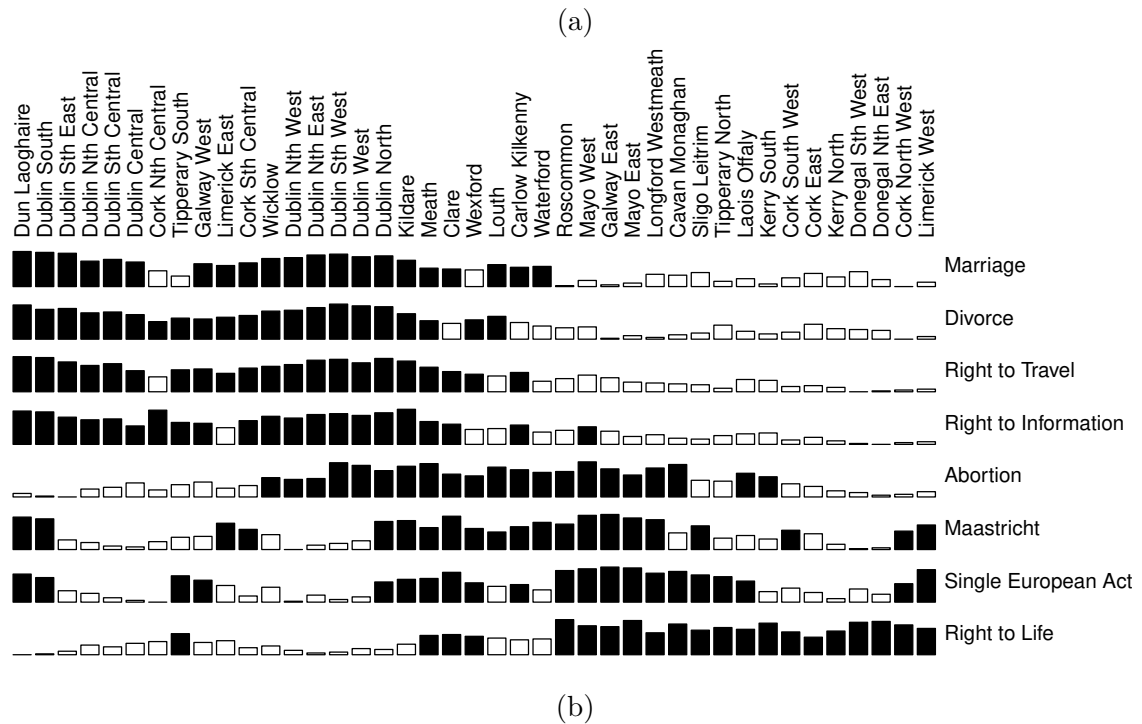 (a)
Dun Laoghaire
Dublin South
Dublin Sth East
Dublin Nth Central
Dublin Sth Central
Dublin Central
Cork Nth Central
Tipperary South
Galway West
Limerick East
Cork Sth Central
Wicklow
Dublin Nth West
Dublin Nth East
Dublin Sth West
Dublin West
Dublin North
Kildare
Meath
Clare
Wexford
Louth
Carlow Kilkenny
Waterford
Roscommon
Mayo West
Galway East
Mayo East
Longford Westmeath
Cavan Monaghan
Sligo Leitrim
Tipperary North
Laois Offaly
Kerry South
Cork South West
Cork East
Kerry North
Donegal Sth West
Donegal Nth East
Cork North West
Limerick West
Marriage
Divorce
Right to Travel
Right to Information
Abortion
Maastricht
Single European Act
Right to Life
(b)